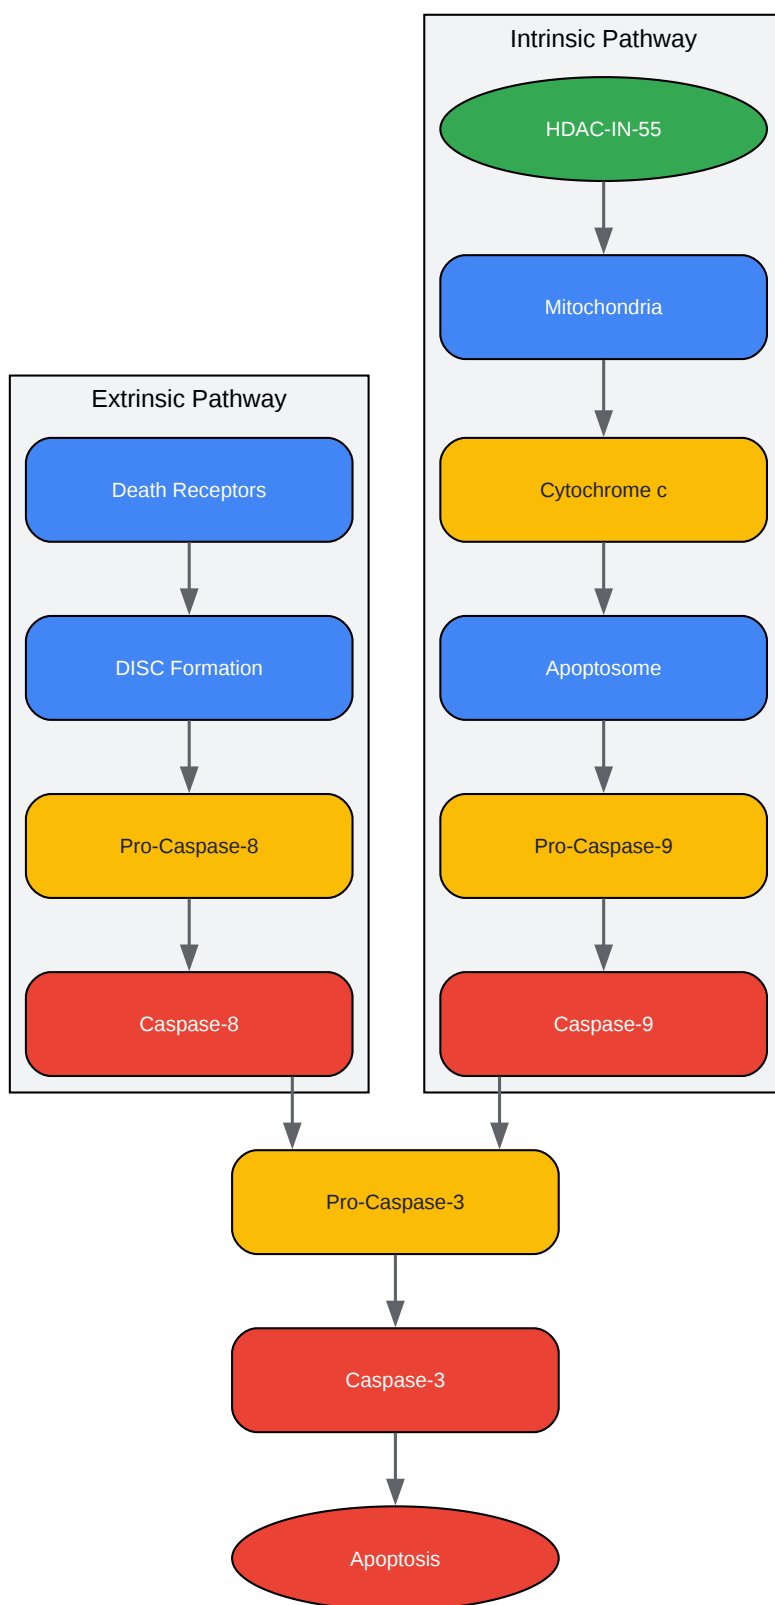 Intrinsic Pathway
HDAC-IN-55
Mitochondria
Extrinsic Pathway
Death Receptors
Cytochrome c
DISC Formation
Apoptosome
Pro-Caspase-8
Pro-Caspase-9
Caspase-8
Caspase-9
Pro-Caspase-3
Caspase-3
Apoptosis